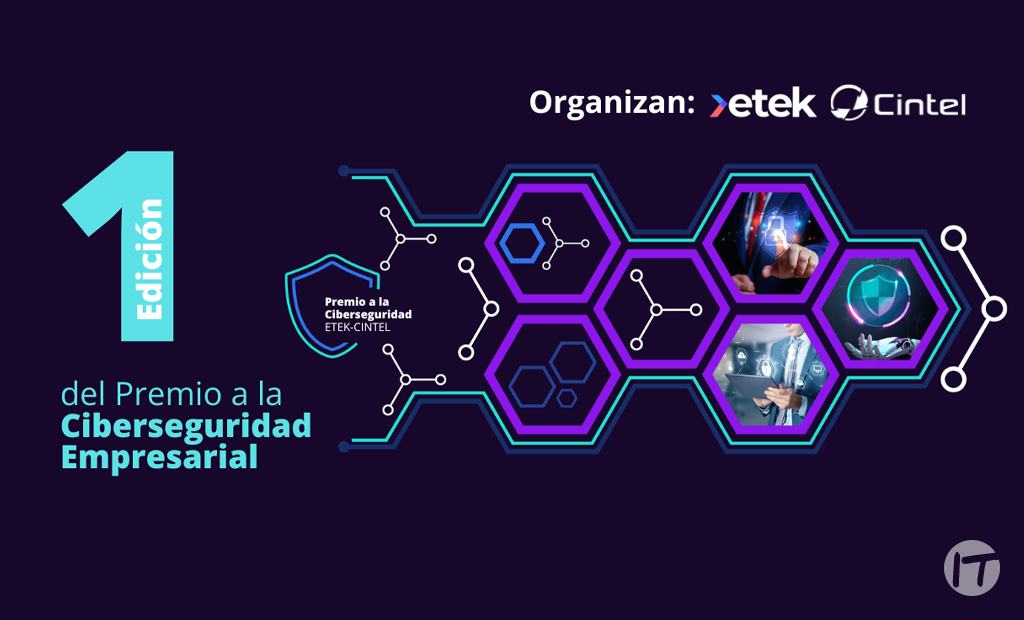 Organizan: etek Cintel
1
Edición
del Premio a la
Ciberseguridad
Empresarial
Premio a la
Ciberseguridad
ETEK-CINTEL
IT